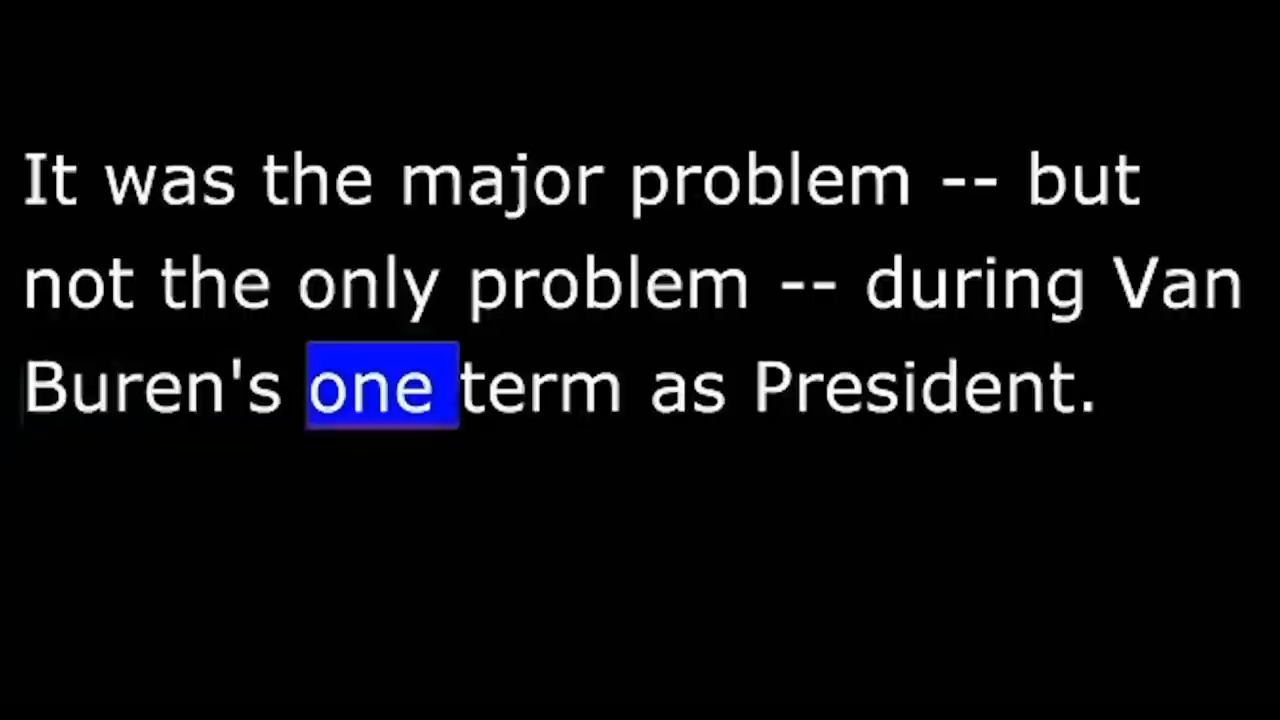 It was the major problem -- but
not the only problem -- during Van
Buren's one term as President.